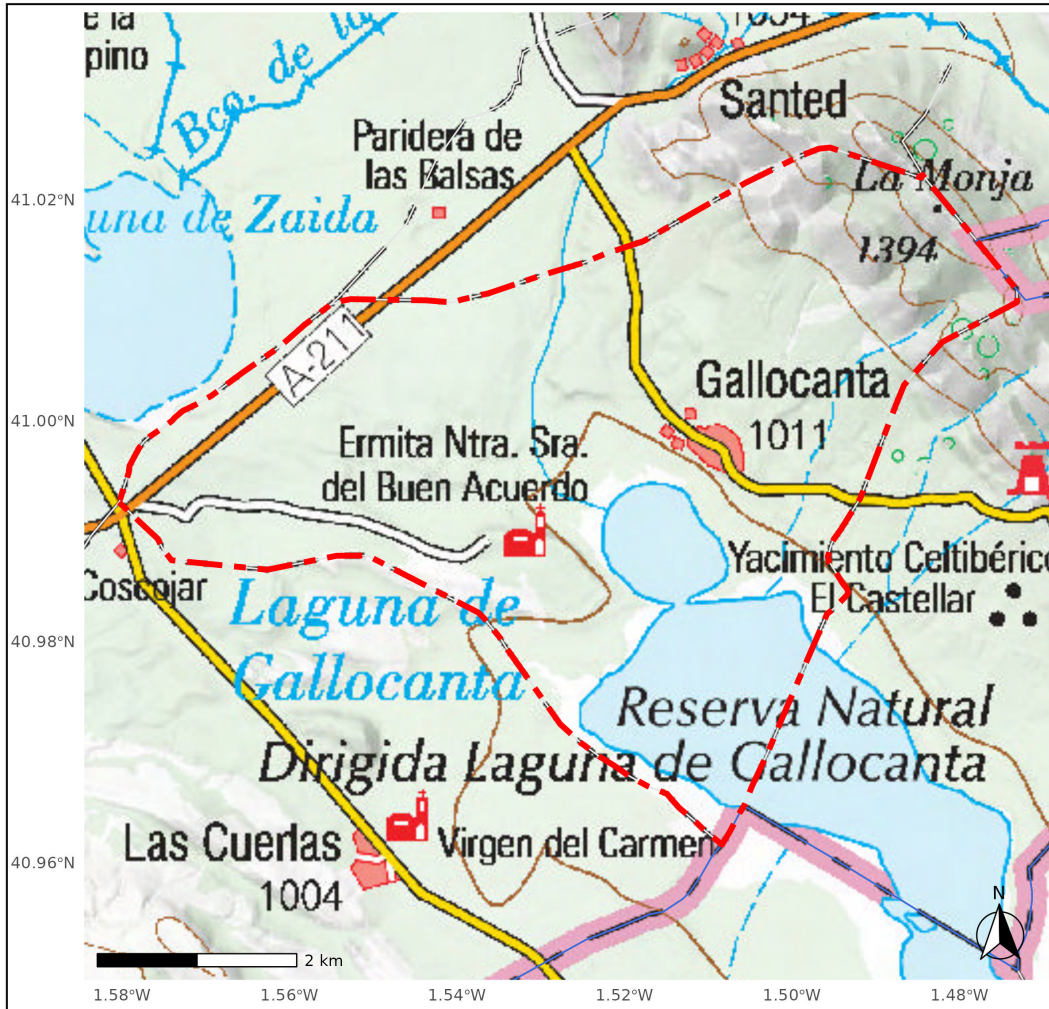 e la
pino
Bco. de la
1054
Santed
Paridera de
las Balsas
La Monja
1394
una de Zaida
41.02°N
A-211
Gallocanta
1011
41.00°N
Ermita Ntra. Sra.
del Buen Acuerdo
Yacimiento Celtibérico
El Castellar
Coscojar
Laguna de
Gallocanta
40.98°N
Reserva Natural
Dirigida Laguna de Gallocanta
Las Cuerlas
1004
Virgen del Carmen
40.96°N
N
2 km
1.58°W
1.56°W
1.54°W
1.52°W
1.50°W
1.48°W